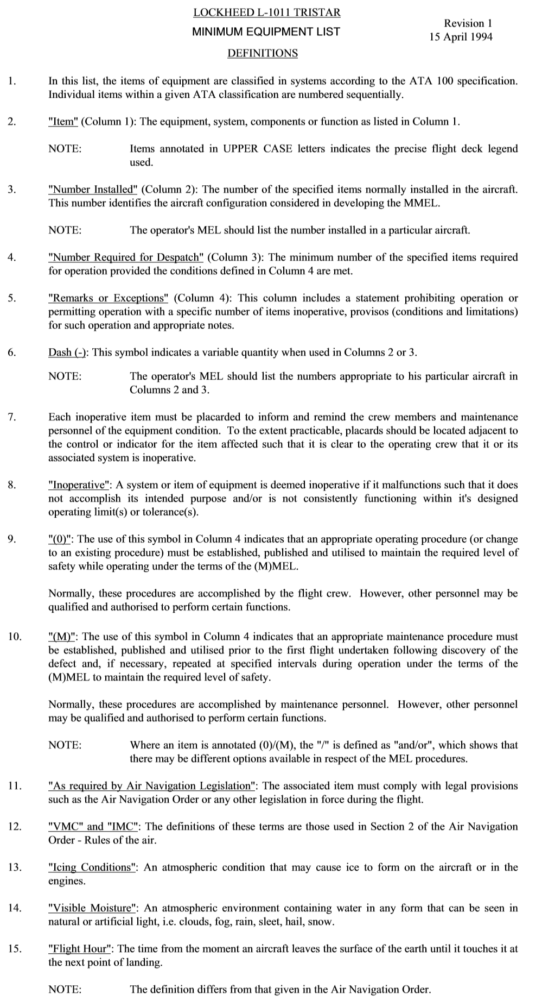 LOCKHEED L-1011 TRISTAR
MINIMUM EQUIPMENT LIST
Revision 1
15 April 1994
DEFINITIONS
1. In this list, the items of equipment are classified in systems according to the ATA 100 specification.
Individual items within a given ATA classification are numbered sequentially.
2. "Item" (Column 1): The equipment, system, components or function as listed in Column 1.
NOTE: Items annotated in UPPER CASE letters indicates the precise flight deck legend
used.
3. "Number Installed" (Column 2): The number of the specified items normally installed in the aircraft.
This number identifies the aircraft configuration considered in developing the MMEL.
NOTE: The operator's MEL should list the number installed in a particular aircraft.
4. "Number Required for Despatch" (Column 3): The minimum number of the specified items required
for operation provided the conditions defined in Column 4 are met.
5. "Remarks or Exceptions" (Column 4): This column includes a statement prohibiting operation or
permitting operation with a specific number of items inoperative, provisos (conditions and limitations)
for such operation and appropriate notes.
6. Dash (-): This symbol indicates a variable quantity when used in Columns 2 or 3.
NOTE: The operator's MEL should list the numbers appropriate to his particular aircraft in
Columns 2 and 3.
7. Each inoperative item must be placarded to inform and remind the crew members and maintenance
personnel of the equipment condition. To the extent practicable, placards should be located adjacent to
the control or indicator for the item affected such that it is clear to the operating crew that it or its
associated system is inoperative.
8. "Inoperative": A system or item of equipment is deemed inoperative if it malfunctions such that it does
not accomplish its intended purpose and/or is not consistently functioning within it's designed
operating limit(s) or tolerance(s).
9. "(0)": The use of this symbol in Column 4 indicates that an appropriate operating procedure (or change
to an existing procedure) must be established, published and utilised to maintain the required level of
safety while operating under the terms of the (M)MEL.
Normally, these procedures are accomplished by the flight crew. However, other personnel may be
qualified and authorised to perform certain functions.
10. "(M)": The use of this symbol in Column 4 indicates that an appropriate maintenance procedure must
be established, published and utilised prior to the first flight undertaken following discovery of the
defect and, if necessary, repeated at specified intervals during operation under the terms of the
(M)MEL to maintain the required level of safety.
Normally, these procedures are accomplished by maintenance personnel. However, other personnel
may be qualified and authorised to perform certain functions.
NOTE: Where an item is annotated (0)/(M), the "/" is defined as "and/or", which shows that
there may be different options available in respect of the MEL procedures.
11. "As required by Air Navigation Legislation": The associated item must comply with legal provisions
such as the Air Navigation Order or any other legislation in force during the flight.
12. "VMC" and "IMC": The definitions of these terms are those used in Section 2 of the Air Navigation
Order - Rules of the air.
13. "Icing Conditions": An atmospheric condition that may cause ice to form on the aircraft or in the
engines.
14. "Visible Moisture": An atmospheric environment containing water in any form that can be seen in
natural or artificial light, i.e. clouds, fog, rain, sleet, hail, snow.
15. "Flight Hour": The time from the moment an aircraft leaves the surface of the earth until it touches it at
the next point of landing.
NOTE: The definition differs from that given in the Air Navigation Order.